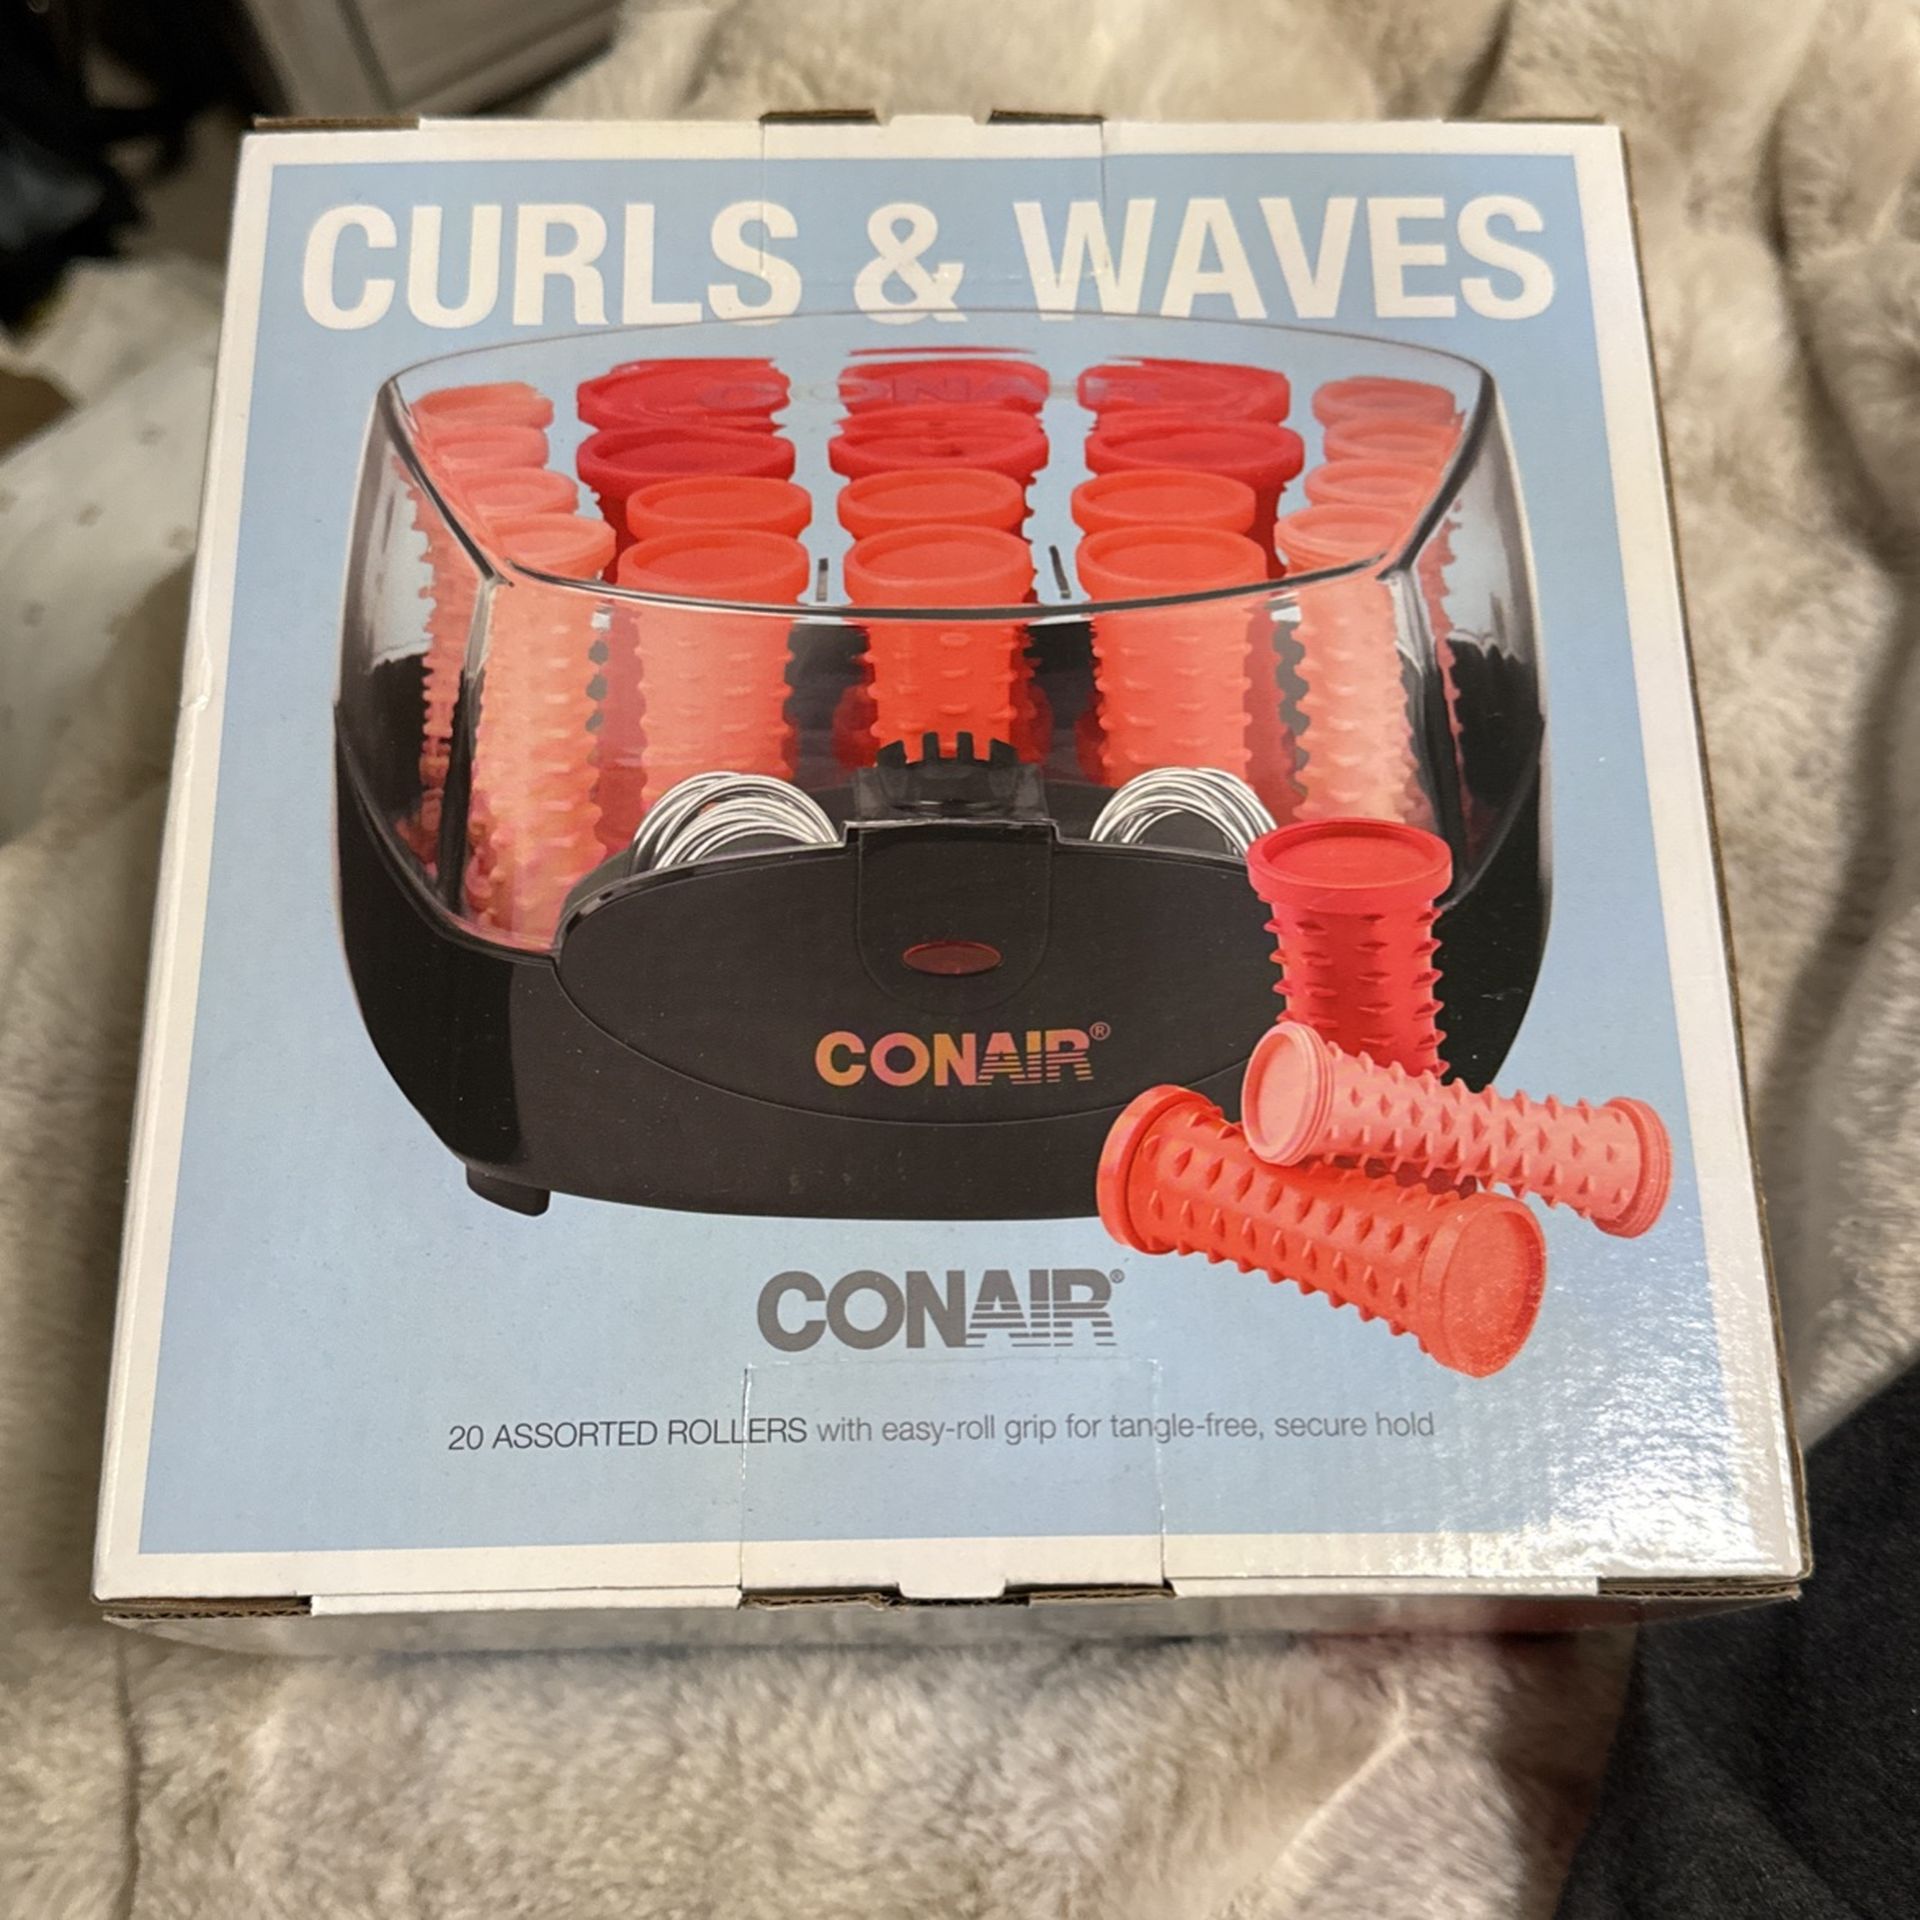 CURLS & WAVES
CONAIR
CONAIR®
CONAIR®
20 ASSORTED ROLLERS with easy-roll grip for tangle-free, secure hold